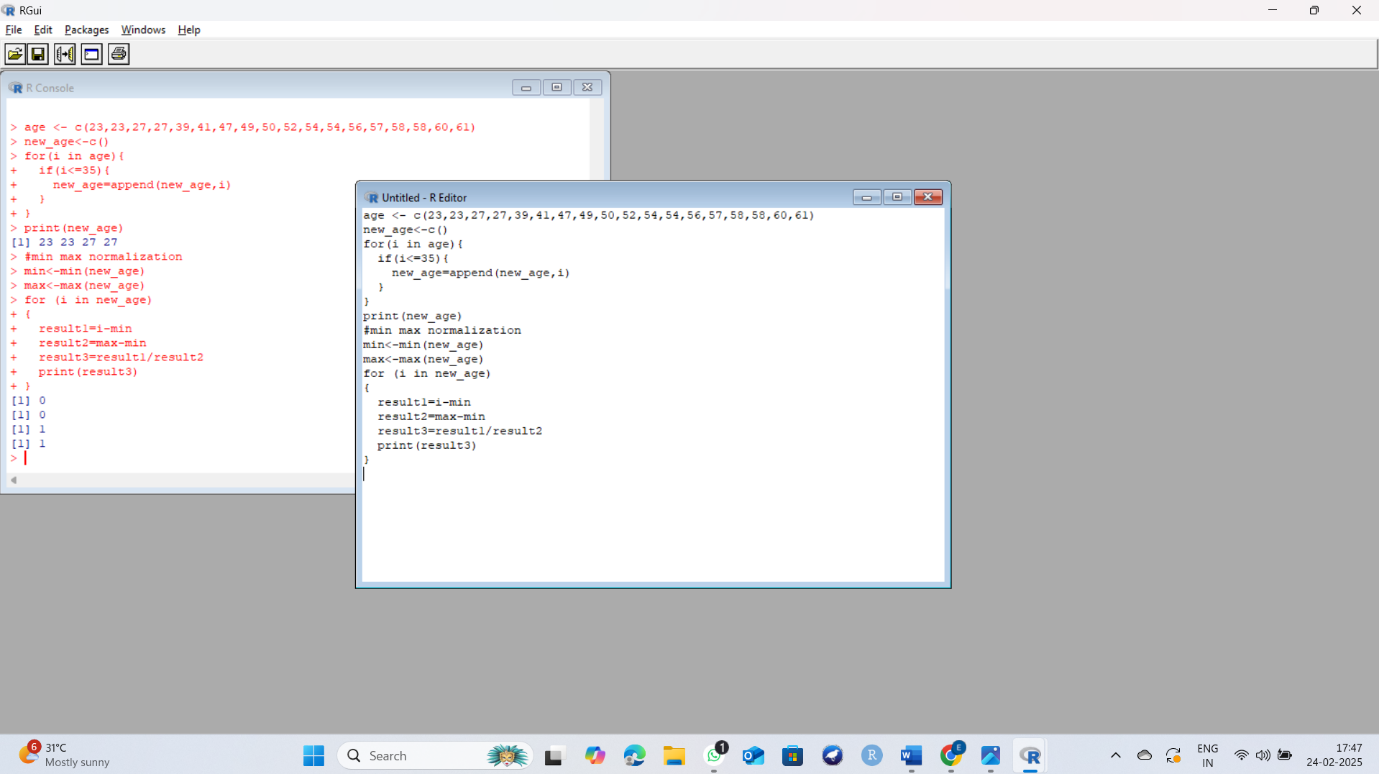 RGui
File Edit Packages Windows Help
R Console
> age <- c(23,23,27,27,39,41,47,49,50,52,54,54,56,57,58,58,60,61)
> new_age<-c()
> for(i in age){
+   if(i<=35){
+     new_age=append(new_age,i)
+   }
+ }
> print(new_age)
[1] 23 23 27 27
> #min max normalization
> min<-min(new_age)
> max<-max(new_age)
> for (i in new_age)
+ {
+   result1=i-min
+   result2=max-min
+   result3=result1/result2
+   print(result3)
+ }
[1] 0
[1] 0
[1] 1
[1] 1
>
Untitled - R Editor
age <- c(23,23,27,27,39,41,47,49,50,52,54,54,56,57,58,58,60,61)
new_age<-c()
for(i in age){
  if(i<=35){
    new_age=append(new_age,i)
  }
}
print(new_age)
#min max normalization
min<-min(new_age)
max<-max(new_age)
for (i in new_age)
{
  result1=i-min
  result2=max-min
  result3=result1/result2
  print(result3)
}
6
31°C
Mostly sunny
Search
1
R
W
E
R
ENG
IN
17:47
24-02-2025